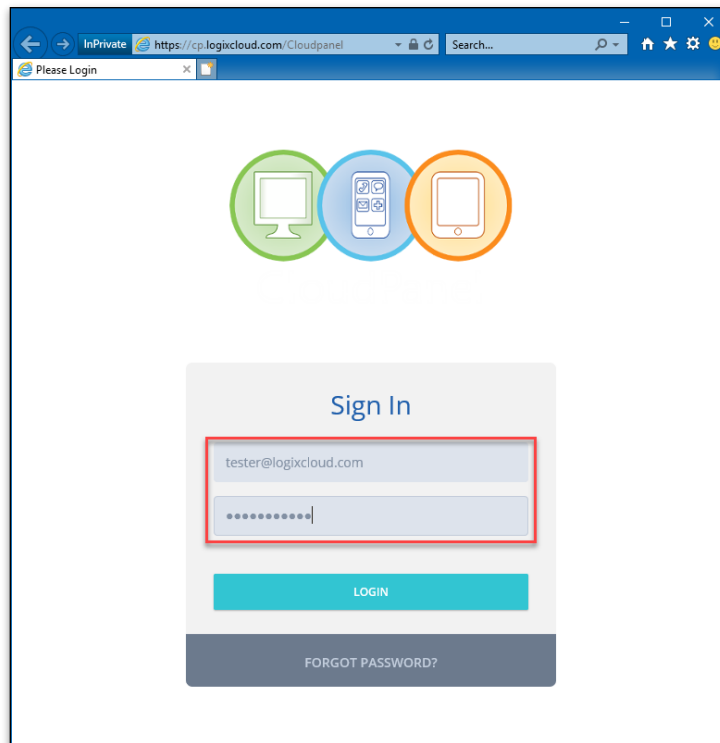 InPrivate https://cp.logixcloud.com/Cloudpanel Search...
Please Login
Sign In
tester@logixcloud.com
●●●●●●●●●●●
LOGIN
FORGOT PASSWORD?